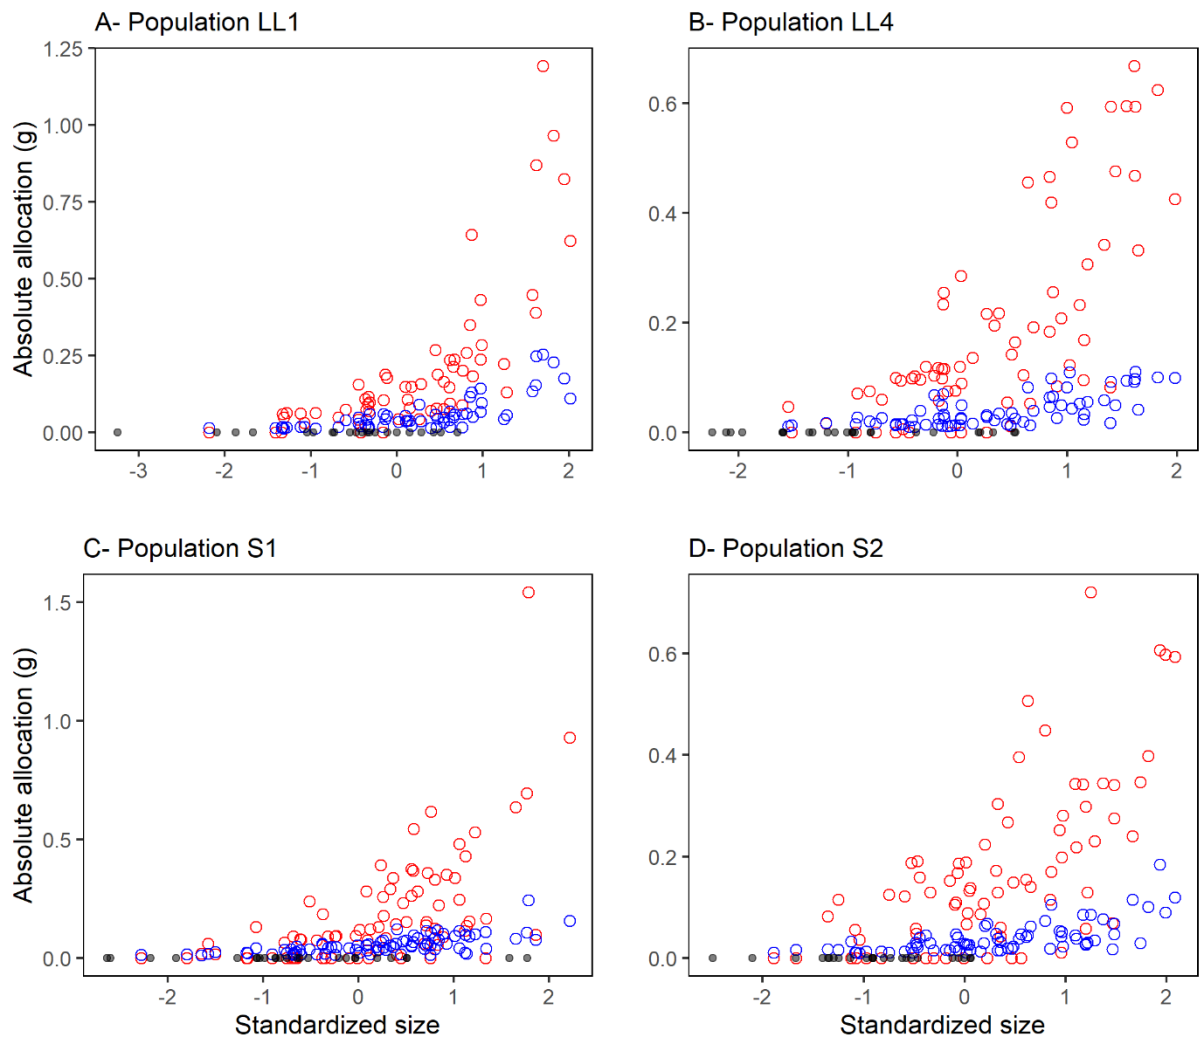 A- Population LL1
B- Population LL4
Absolute allocation (g)
1.25
1.00
0.75
0.50
0.25
0.00
-3 -2 -1 0 1 2
0.6
0.4
0.2
0.0
-2 -1 0 1 2
C- Population S1
D- Population S2
Absolute allocation (g)
1.5
1.0
0.5
0.0
-2 -1 0 1 2
Standardized size
0.6
0.4
0.2
0.0
-2 -1 0 1 2
Standardized size